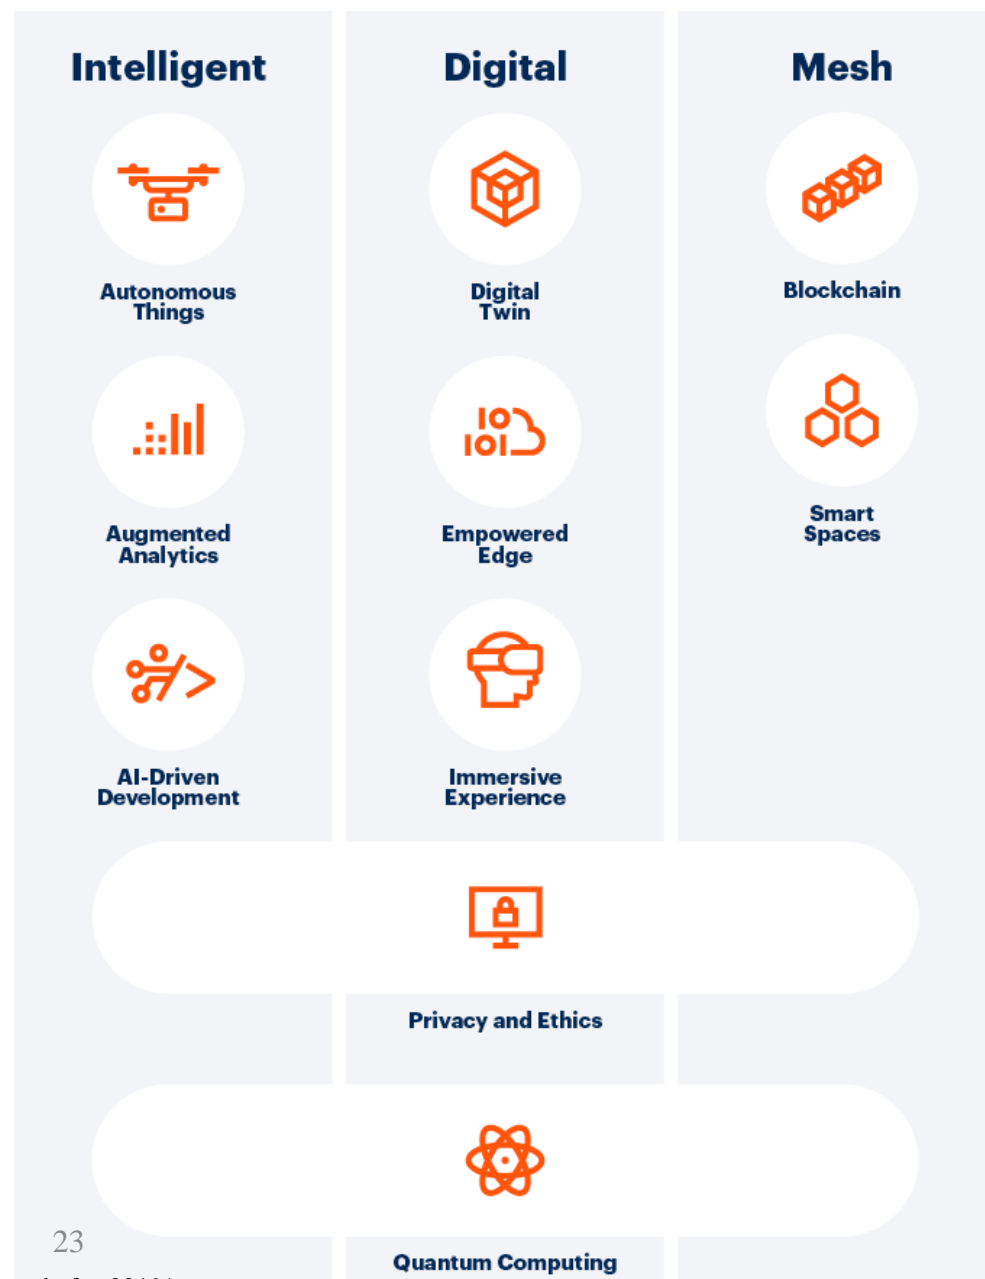 Intelligent
Autonomous
Things
Augmented
Analytics
AI-Driven
Development
Digital
Digital
Twin
Empowered
Edge
Immersive
Experience
Mesh
Blockchain
Smart
Spaces
Privacy and Ethics
Quantum Computing
23